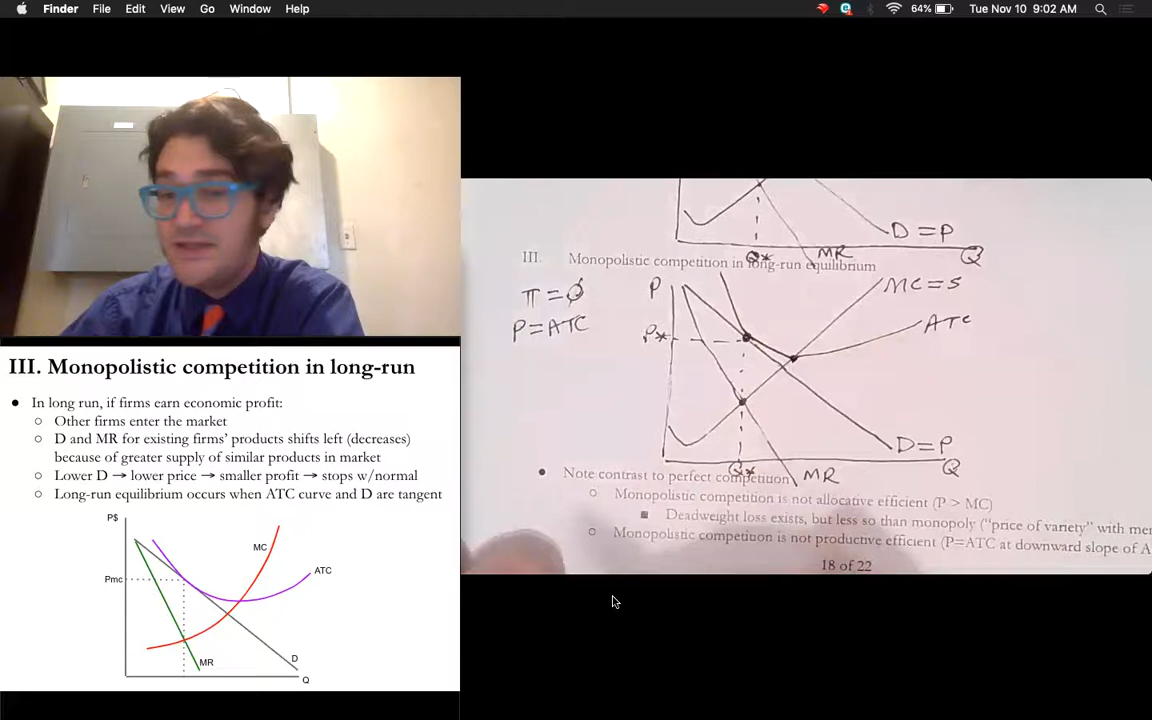 Finder File Edit View Go Window Help
64% Tue Nov 10 9:02 AM
D = P
MR
Q*
Q
III. Monopolistic competition in long-run equilibrium
π = Ø
P = ATC
P
MC = S
P*
ATC
D = P
Q*
MR
Q
Note contrast to perfect competition
Monopolistic competition is not allocative efficient (P > MC)
Deadweight loss exists, but less so than monopoly ("price of variety" with
Monopolistic competition is not productive efficient (P=ATC at downward slope of A
18 of 22
III. Monopolistic competition in long-run
● In long run, if firms earn economic profit:
○ Other firms enter the market
○ D and MR for existing firms' products shifts left (decreases)
because of greater supply of similar products in market
○ Lower D → lower price → smaller profit → stops w/normal
○ Long-run equilibrium occurs when ATC curve and D are tangent
P$
MC
ATC
Pmc
MR
D
Q